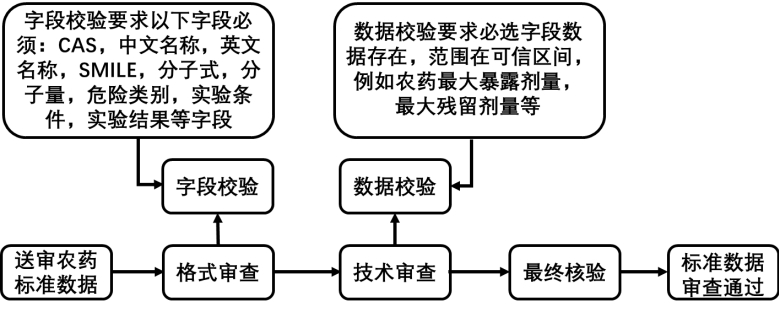 字段校验要求以下字段必
须：CAS，中文名称，英文
名称，SMILE，分子式，分
子量，危险类别，实验条
件，实验结果等字段
数据校验要求必选字段数
据存在，范围在可信区间，
例如农药最大暴露剂量，
最大残留剂量等
字段校验
数据校验
送审农药
标准数据
格式审查
技术审查
最终核验
标准数据
审查通过